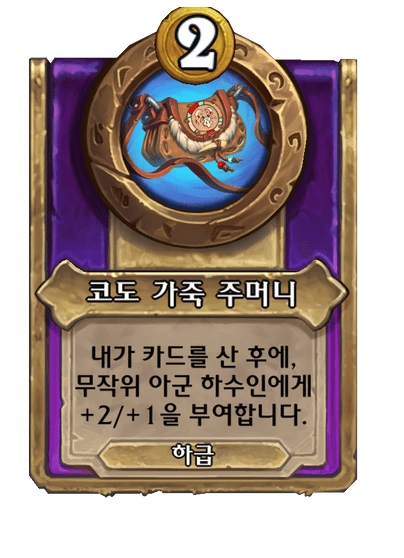 2
코도 가죽 주머니
내가 카드를 산 후에,
무작위 아군 하수인에게
+2/+1을 부여합니다.
하급